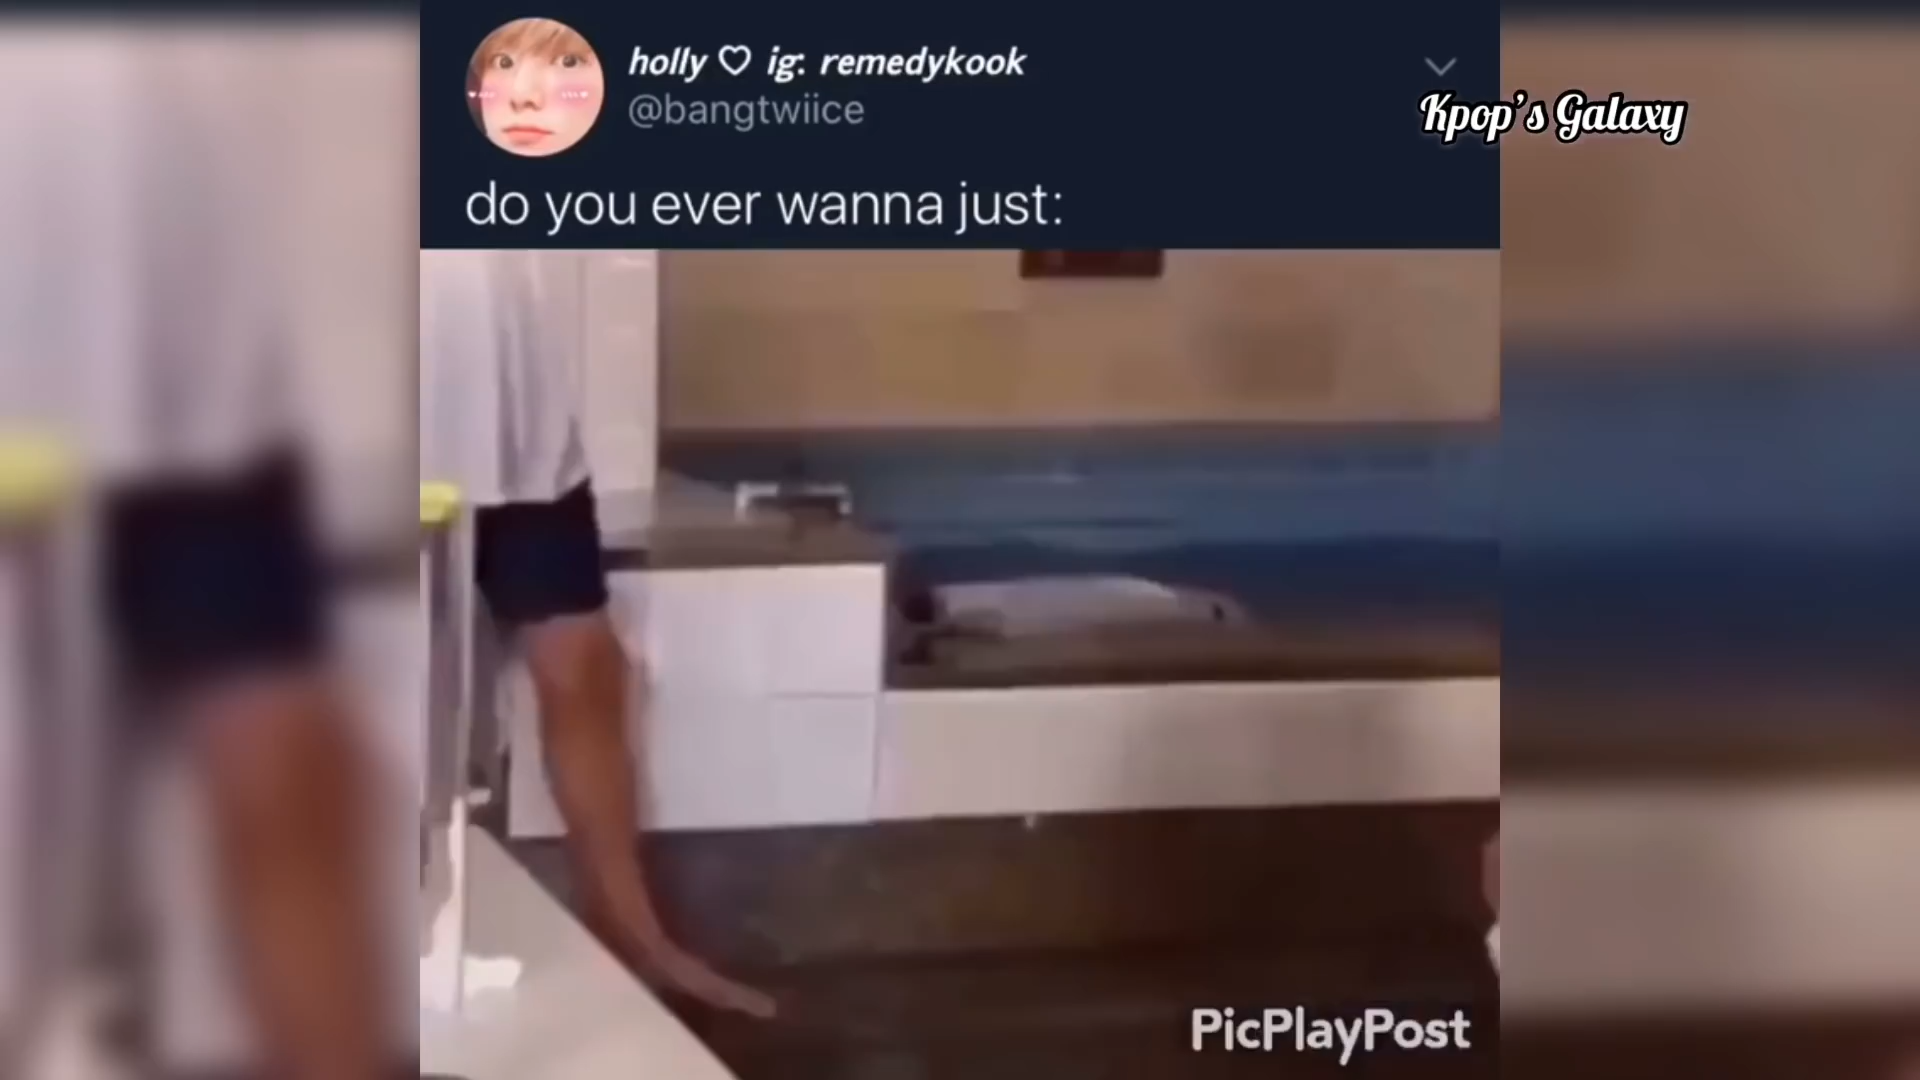 holly ♡ ig: remedykook
@bangtwiice
Kpop's Galaxy
do you ever wanna just:
PicPlayPost